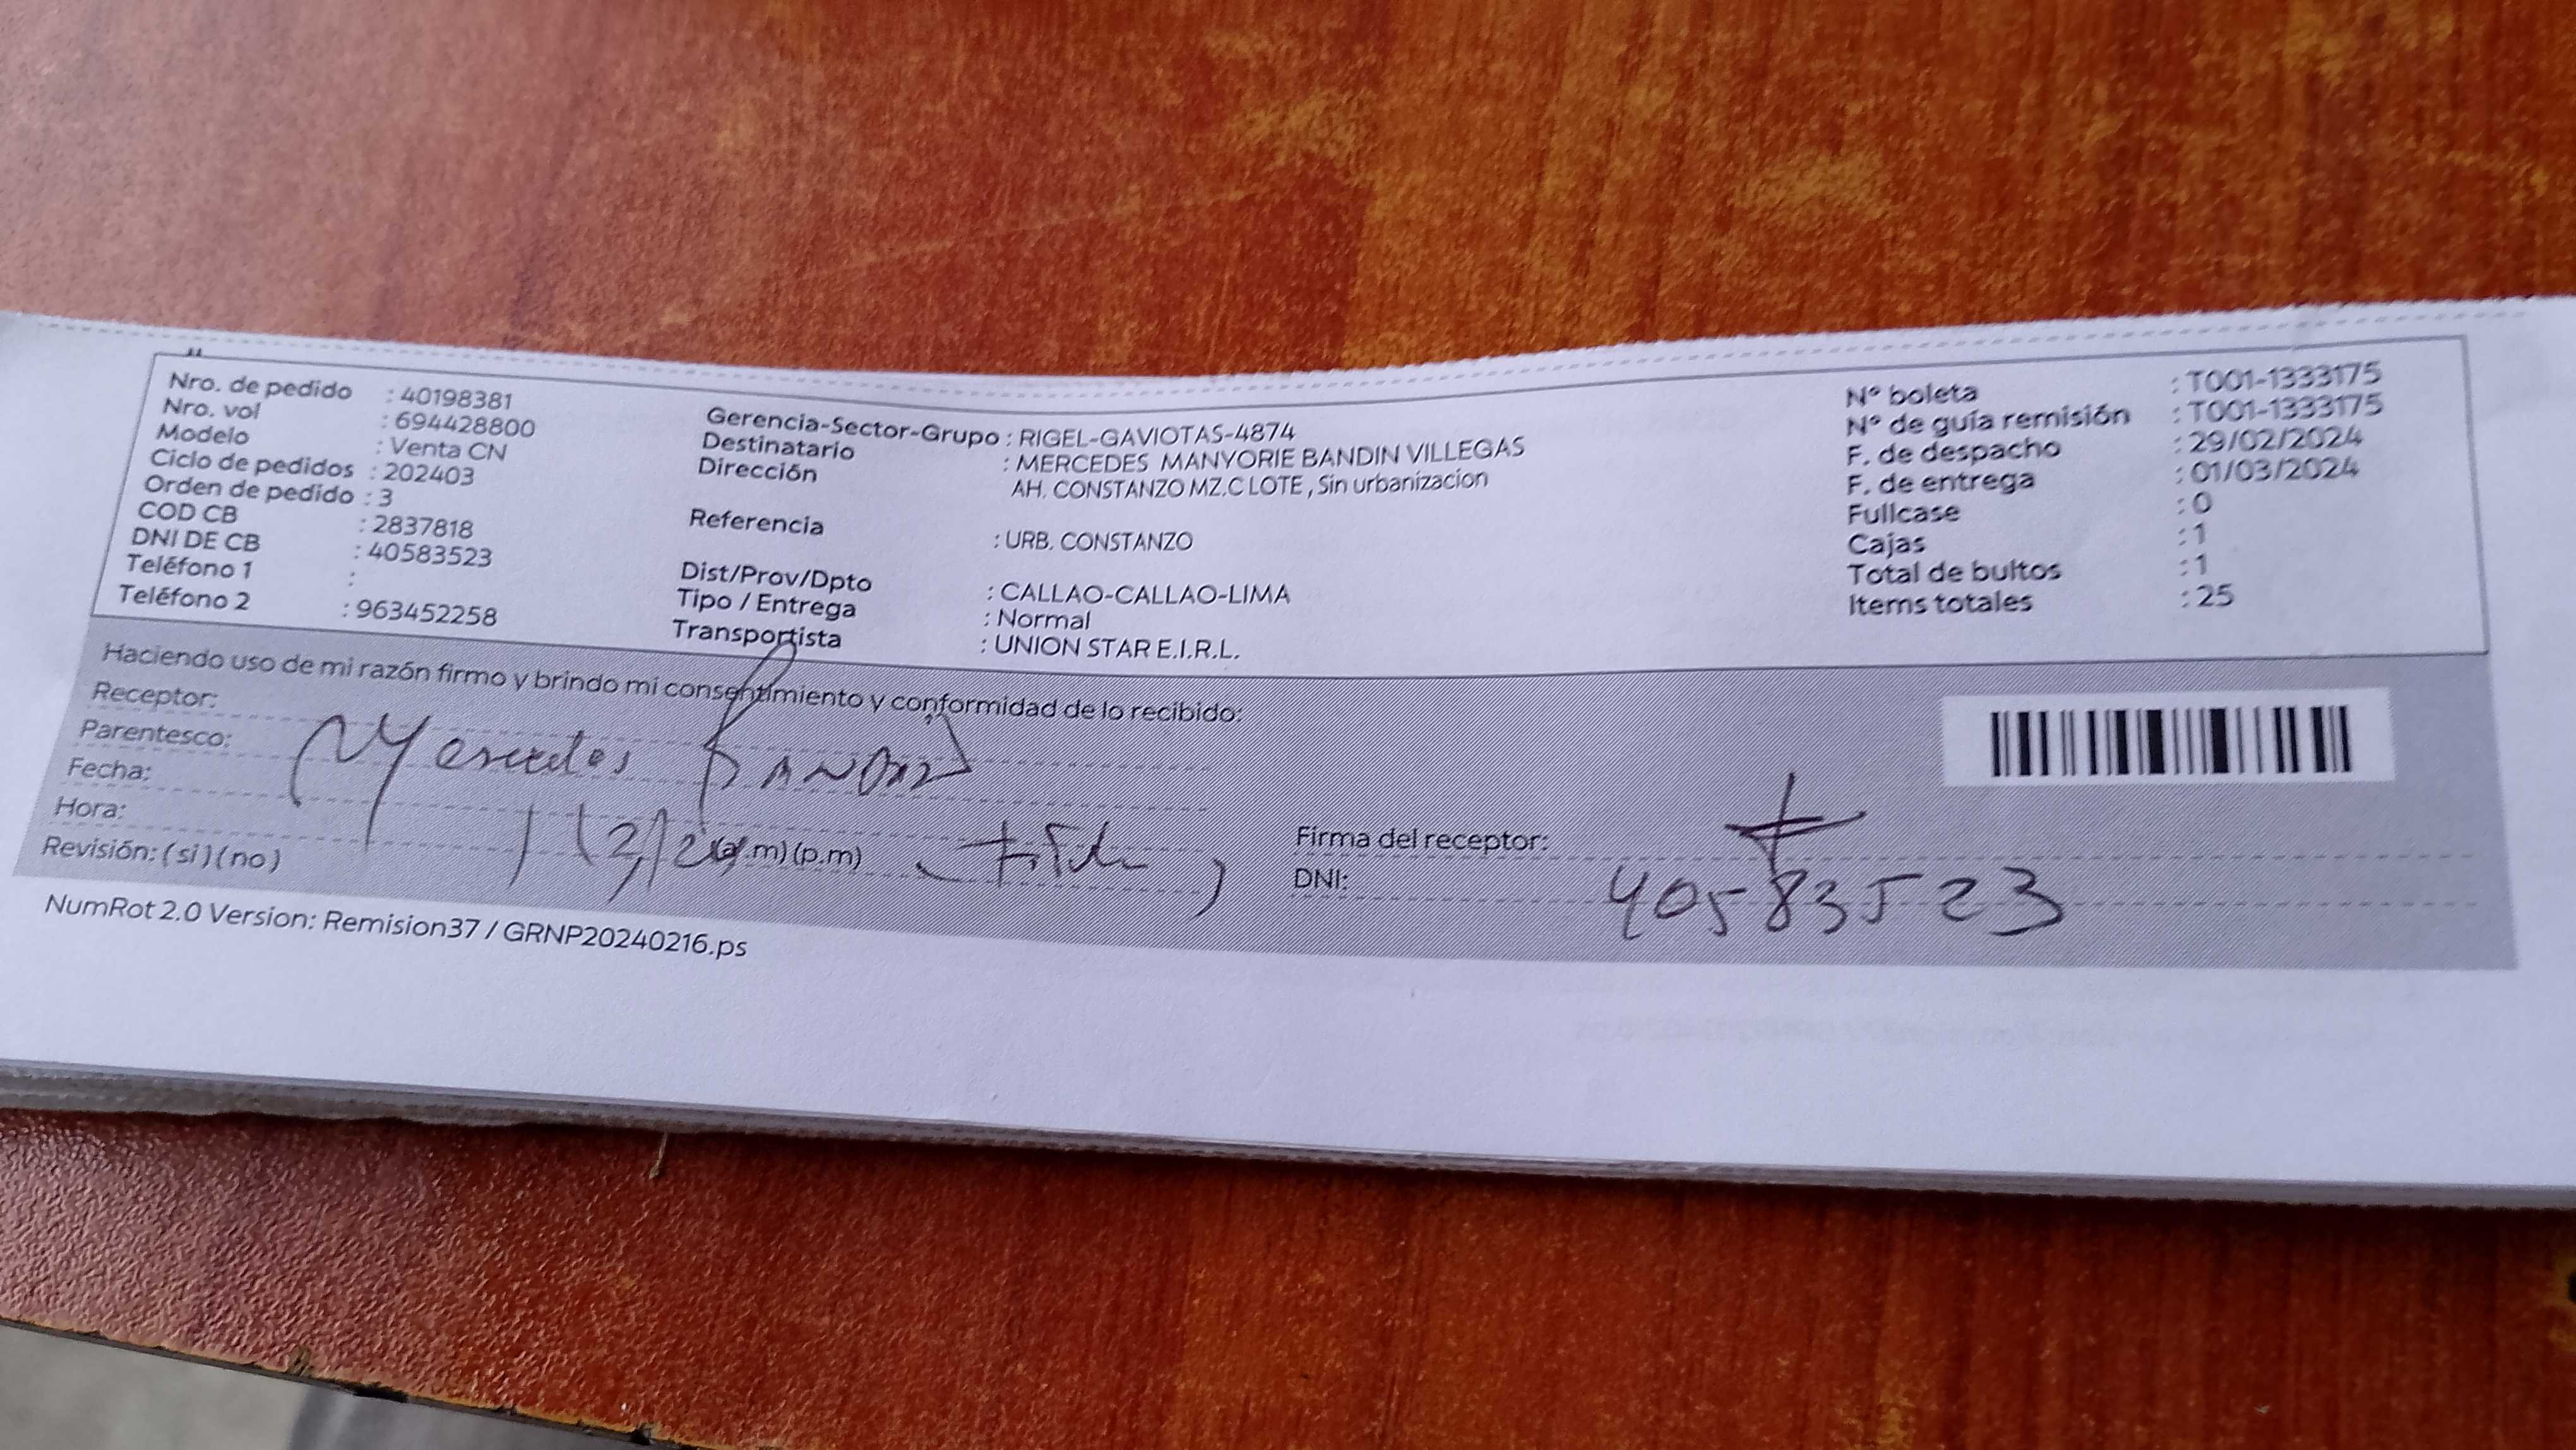 Nro. de pedido : 40198381
Nro. vol : 694428800
Modelo : Venta CN
Ciclo de pedidos : 202403
Orden de pedido : 3
COD CB : 2837818
DNI DE CB : 40583523
Teléfono 1 :
Teléfono 2 : 963452258
Gerencia-Sector-Grupo : RIGEL-GAVIOTAS-4874
Destinatario : MERCEDES MANYORIE BANDIN VILLEGAS
Dirección AH. CONSTANZO MZ.C LOTE , Sin urbanizacion
Referencia : URB. CONSTANZO
Dist/Prov/Dpto : CALLAO-CALLAO-LIMA
Tipo / Entrega : Normal
Transportista : UNION STAR E.I.R.L.
Nº boleta : T001-1333175
Nº de guía remisión : T001-1333175
F. de despacho : 29/02/2024
F. de entrega : 01/03/2024
Fullcase : 0
Cajas : 1
Total de bultos : 1
Items totales : 25
Haciendo uso de mi razón firmo y brindo mi consentimiento y conformidad de lo recibido:
Receptor:
Parentesco: Mercedes
Fecha:
Hora: (a.m) (p.m)
Revisión: ( si ) ( no )
Firma del receptor:
DNI: 40583523
NumRot 2.0 Version: Remision37 / GRNP20240216.ps